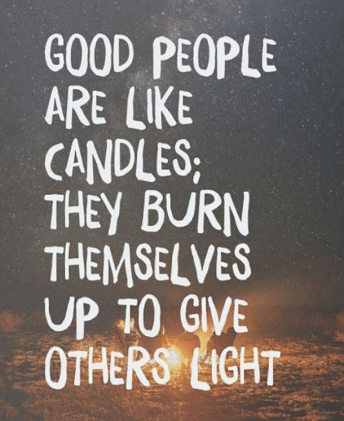 GOOD PEOPLE
ARE LIKE
CANDLES;
THEY BURN
THEMSELVES
UP TO GIVE
OTHERS LIGHT